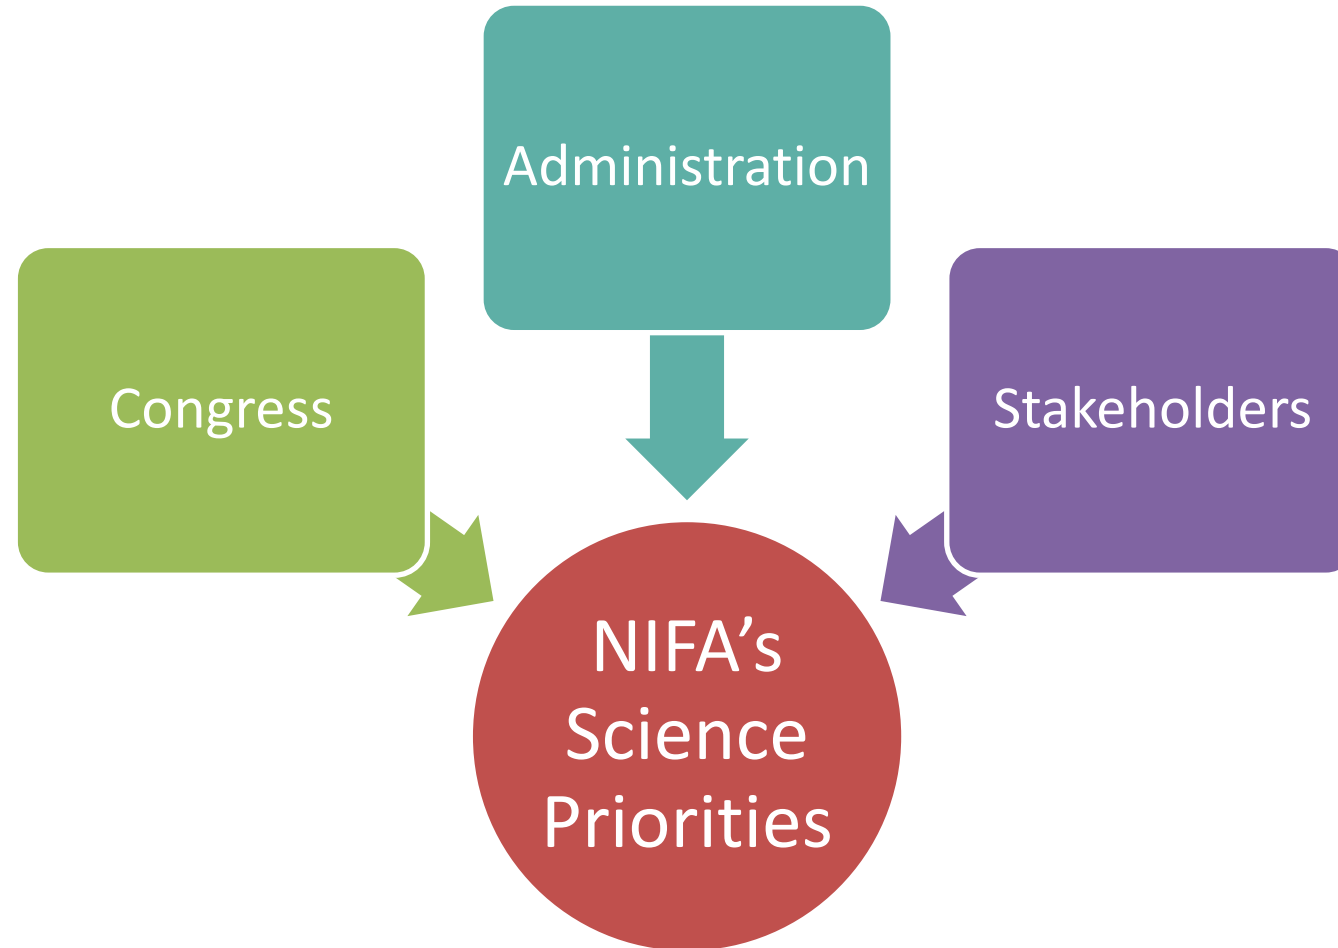 Administration
Congress
Stakeholders
NIFA’s
Science
Priorities